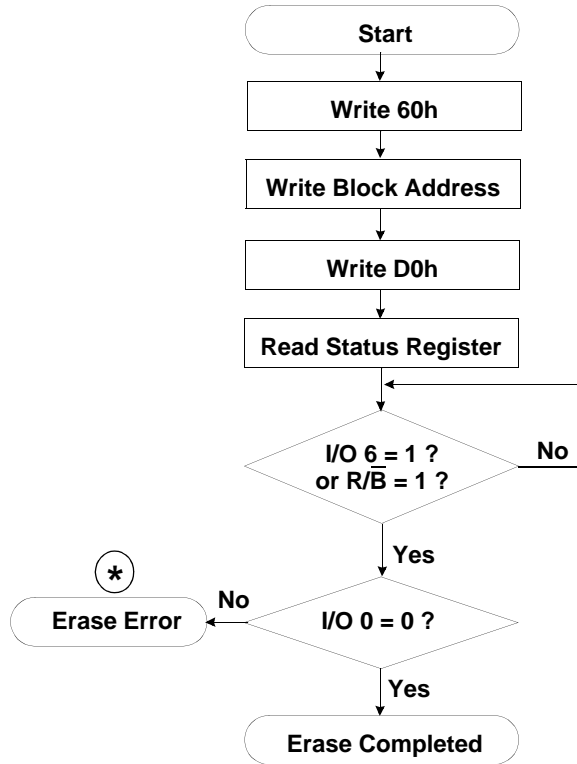 Start
Write 60h
Write Block Address
Write D0h
Read Status Register
I/O 6 = 1 ?
or R/B̅ = 1 ?
No
Yes
*
Erase Error
No
I/O 0 = 0 ?
Yes
Erase Completed